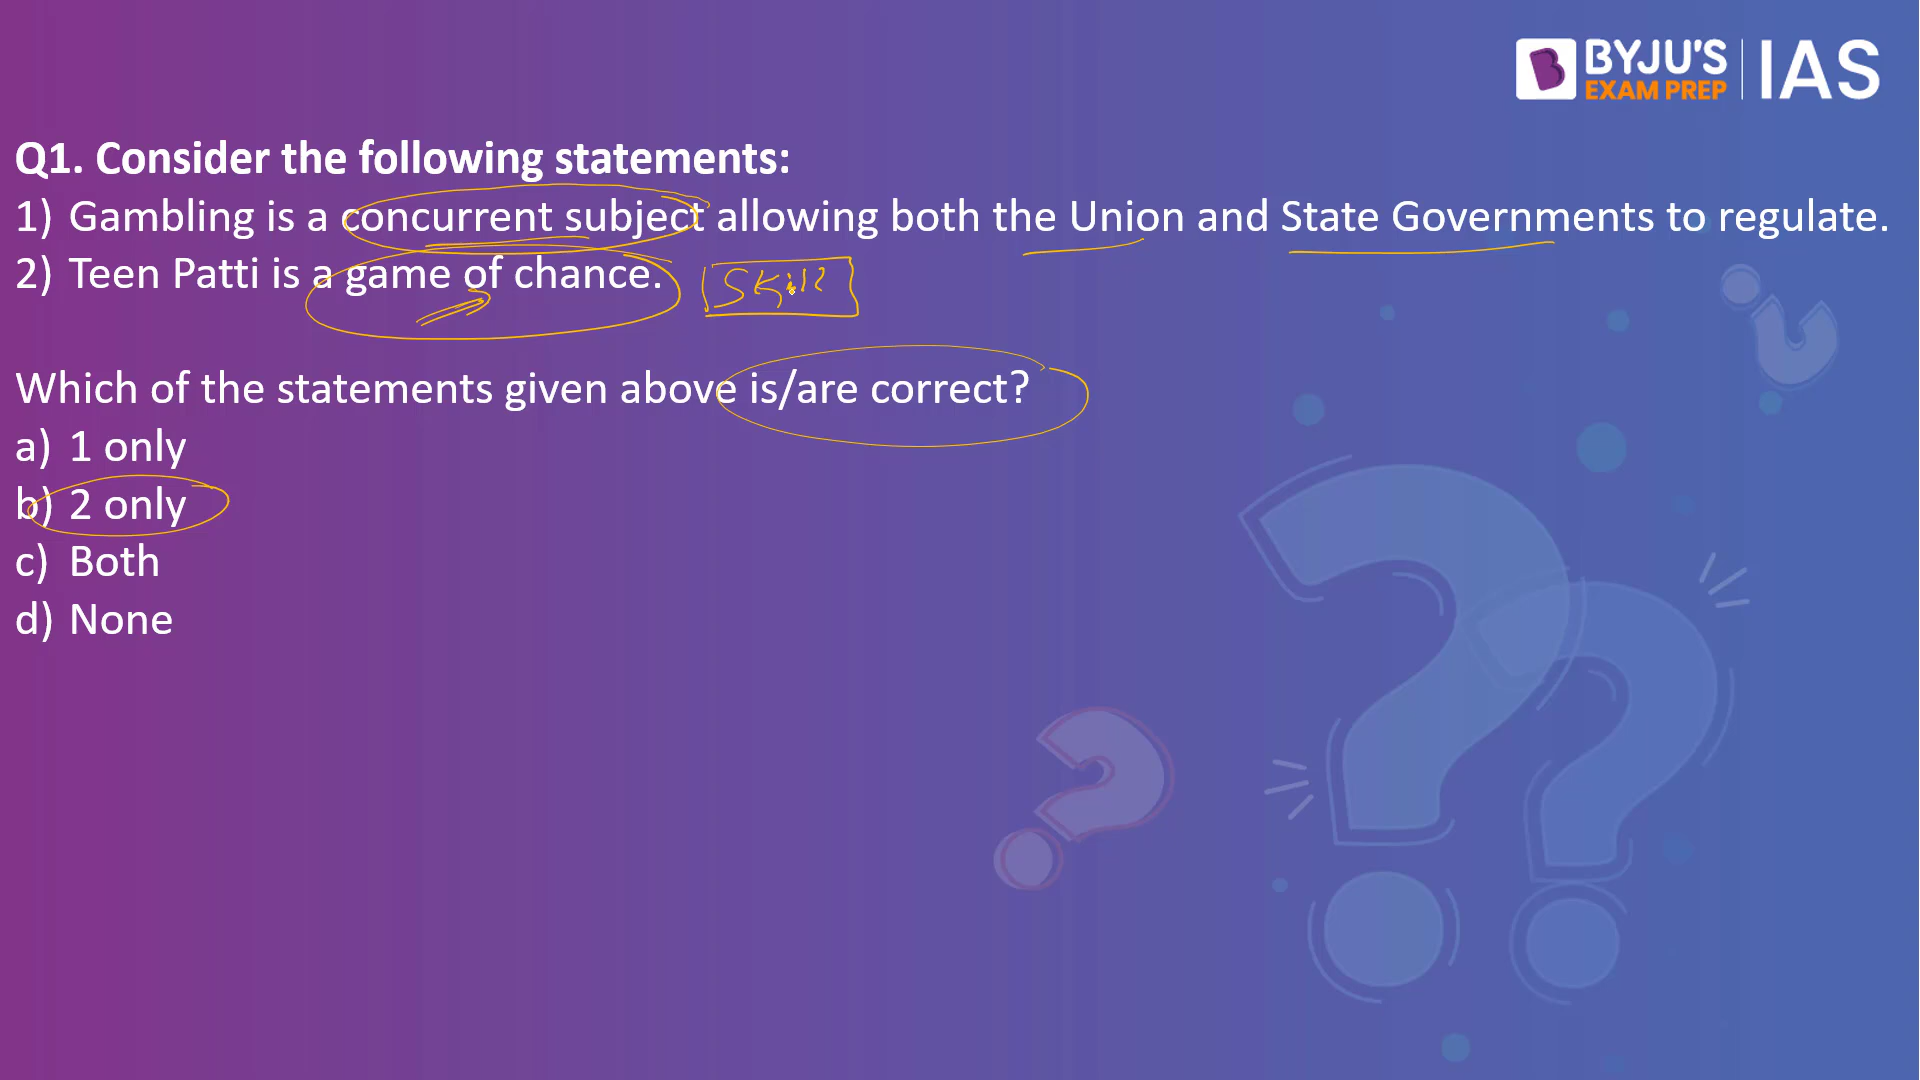 BYJU'S
EXAM PREP
IAS
Q1. Consider the following statements:
1) Gambling is a concurrent subject allowing both the Union and State Governments to regulate.
2) Teen Patti is a game of chance. Skill
Which of the statements given above is/are correct?
a) 1 only
b) 2 only
c) Both
d) None